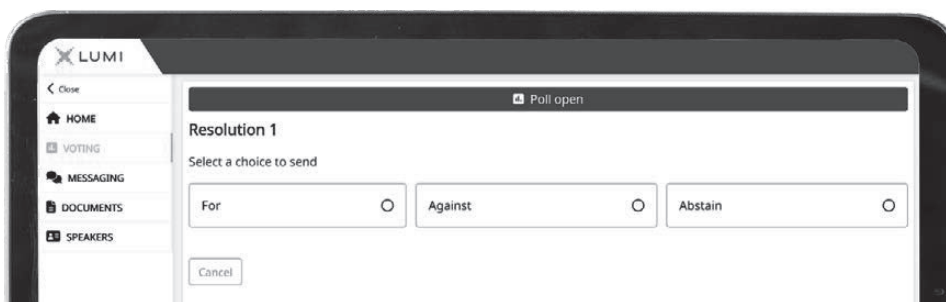 LUMI
Close
HOME
VOTING
MESSAGING
DOCUMENTS
SPEAKERS
Poll open
Resolution 1
Select a choice to send
For
Against
Abstain
Cancel